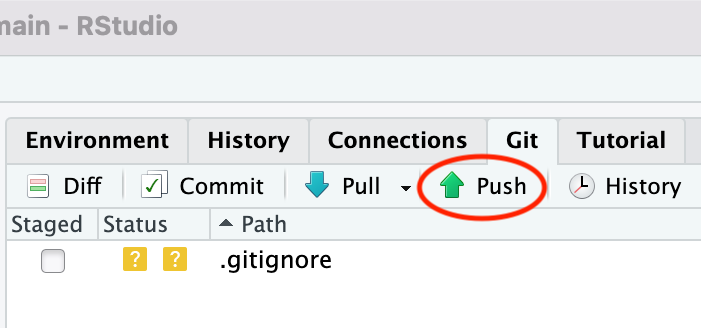 main - RStudio
Environment History Connections Git Tutorial
Diff Commit Pull Push History
Staged Status Path
? ? .gitignore